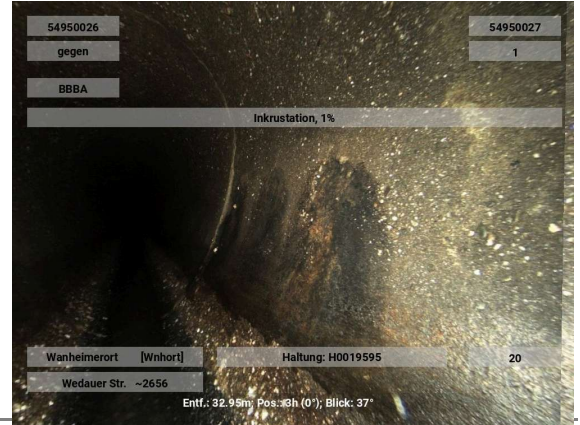 54950026
54950027
gegen
1
BBBA
Inkrustation, 1%
Wanheimerort [Wnhort]
Haltung: H0019595
20
Wedauer Str. ~2656
Entf.: 32.95m; Pos.: 3h (0°); Blick: 37°